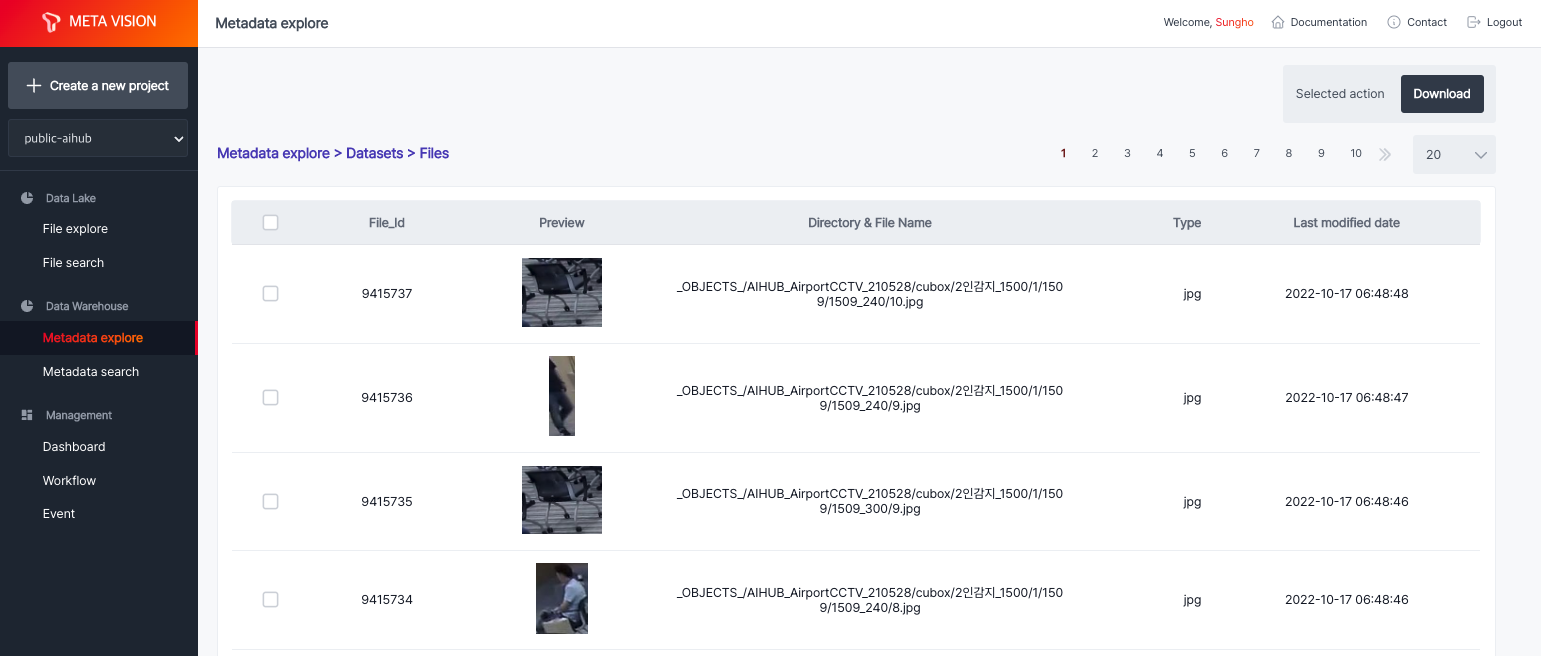 META VISION
Metadata explore
Welcome, Sungho
Documentation
Contact
Logout
Create a new project
public-aihub
Selected action
Download
Metadata explore > Datasets > Files
1 2 3 4 5 6 7 8 9 10
20
Data Lake
File explore
File search
Data Warehouse
Metadata explore
Metadata search
Management
Dashboard
Workflow
Event
File_Id Preview Directory & File Name Type Last modified date
9415737
_OBJECTS_/AIHUB_AirportCCTV_210528/cubox/2인감지_1500/1/150
9/1509_240/10.jpg
jpg
2022-10-17 06:48:48
9415736
_OBJECTS_/AIHUB_AirportCCTV_210528/cubox/2인감지_1500/1/150
9/1509_240/9.jpg
jpg
2022-10-17 06:48:47
9415735
_OBJECTS_/AIHUB_AirportCCTV_210528/cubox/2인감지_1500/1/150
9/1509_300/9.jpg
jpg
2022-10-17 06:48:46
9415734
_OBJECTS_/AIHUB_AirportCCTV_210528/cubox/2인감지_1500/1/150
9/1509_240/8.jpg
jpg
2022-10-17 06:48:46